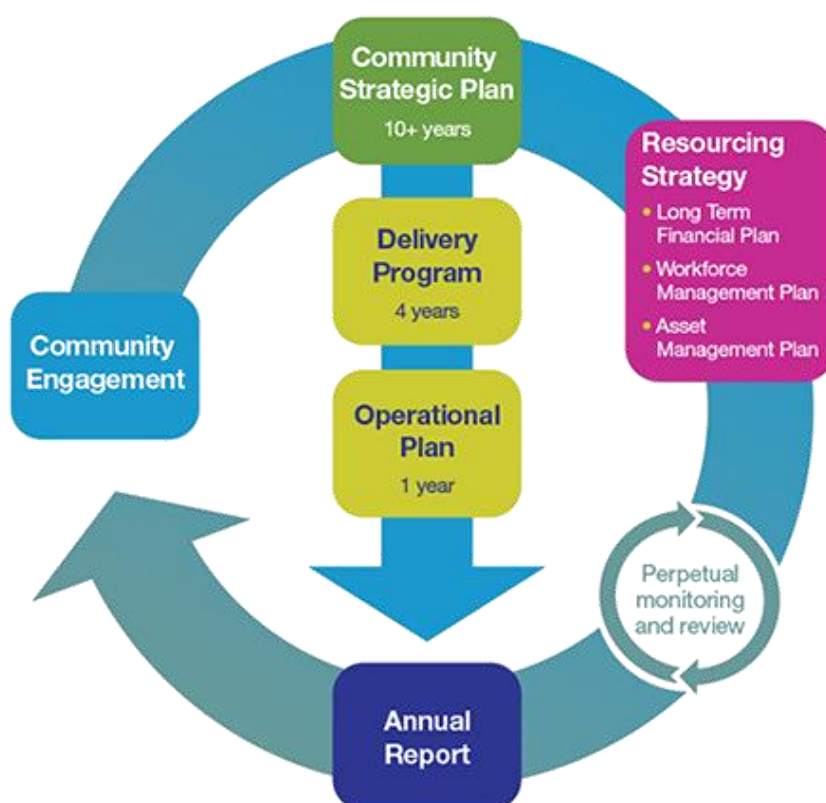 Community
Strategic Plan
10+ years
Resourcing
Strategy
• Long Term
Financial Plan
• Workforce
Management Plan
• Asset
Management Plan
Delivery
Program
4 years
Community
Engagement
Operational
Plan
1 year
Perpetual
monitoring
and review
Annual
Report